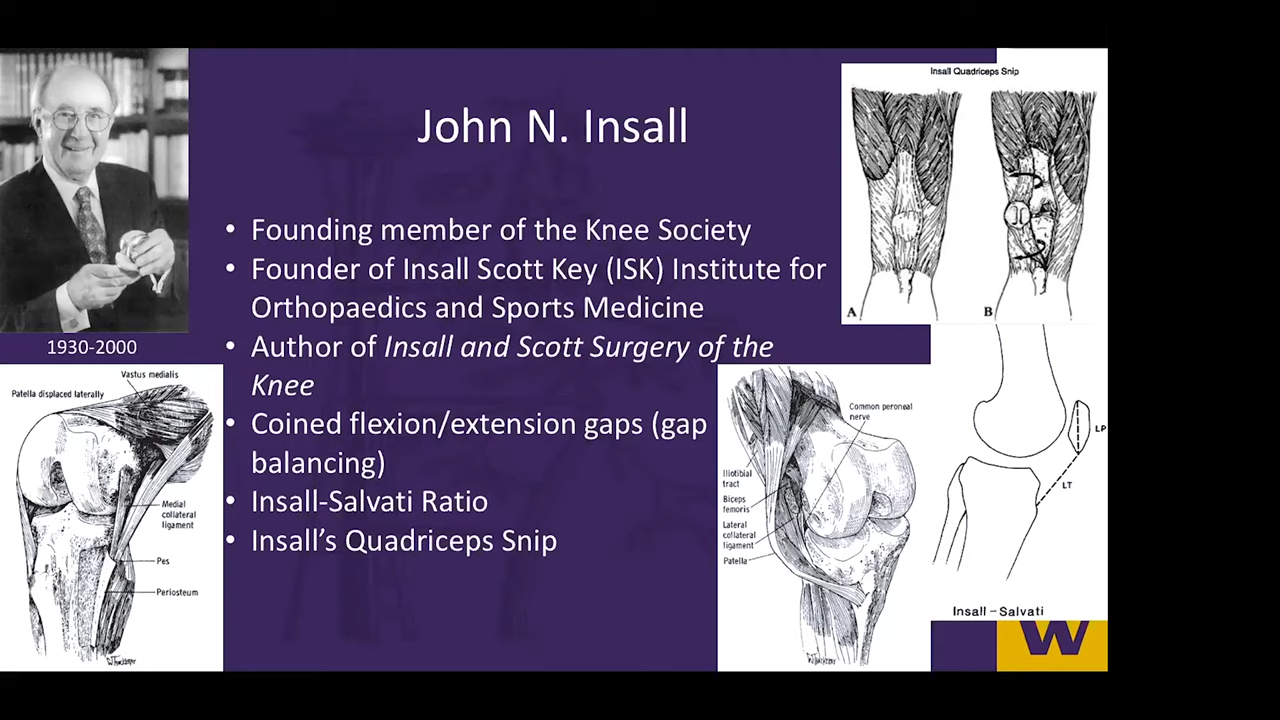 John N. Insall
• Founding member of the Knee Society
• Founder of Insall Scott Key (ISK) Institute for
Orthopaedics and Sports Medicine
• Author of Insall and Scott Surgery of the
Knee
• Coined flexion/extension gaps (gap
balancing)
• Insall-Salvati Ratio
• Insall’s Quadriceps Snip
1930-2000
Vastus medialis
Patella displaced laterally
Medial
collateral
ligament
Pes
Periosteum
Insall Quadriceps Snip
A
B
Common peroneal
nerve
Iliotibial
tract
Biceps
femoris
Lateral
collateral
ligament
Patella
LP
LT
Insall – Salvati
W